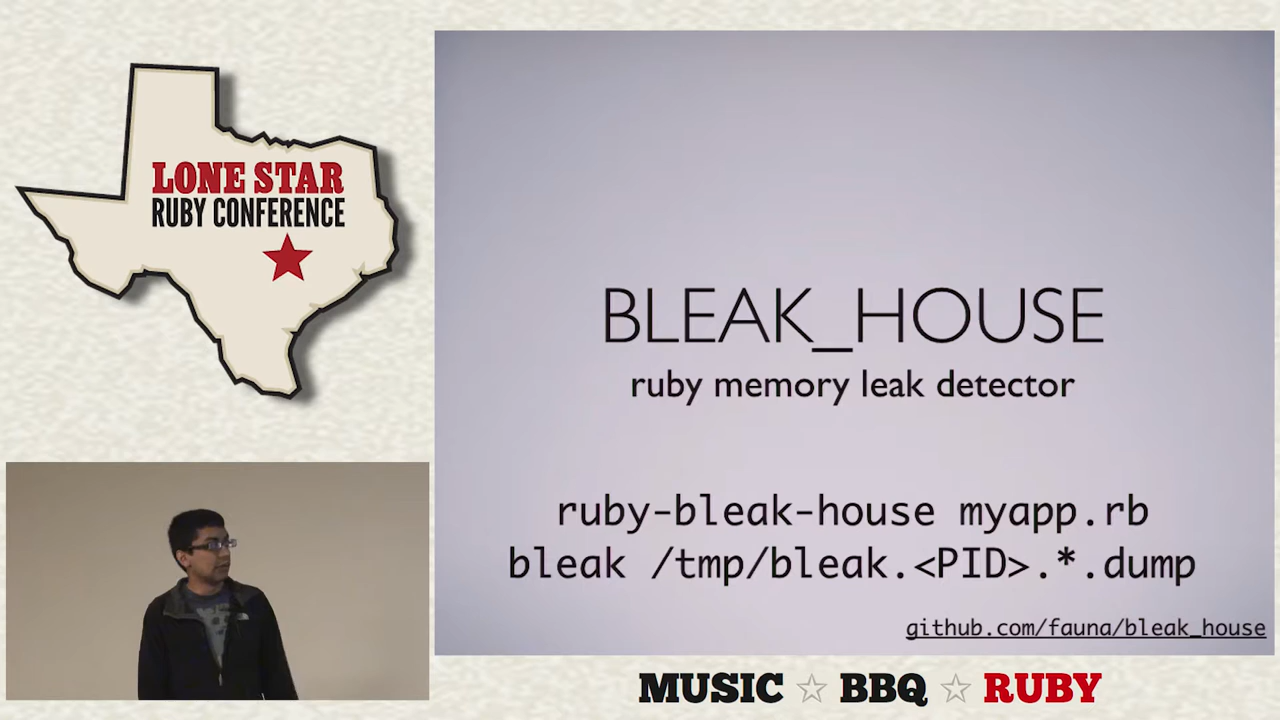 LONE STAR
RUBY CONFERENCE
BLEAK_HOUSE
ruby memory leak detector
ruby-bleak-house myapp.rb
bleak /tmp/bleak.<PID>.*.dump
github.com/fauna/bleak_house
MUSIC ☆ BBQ ☆ RUBY